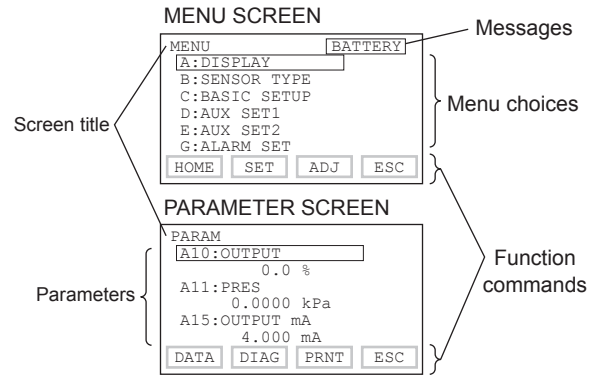 MENU SCREEN
Messages
MENU BATTERY
A:DISPLAY
B:SENSOR TYPE
C:BASIC SETUP
D:AUX SET1
E:AUX SET2
G:ALARM SET
HOME SET ADJ ESC
Menu choices
Screen title
PARAMETER SCREEN
PARAM
A10:OUTPUT
0.0 %
A11:PRES
0.0000 kPa
A15:OUTPUT mA
4.000 mA
DATA DIAG PRNT ESC
Parameters
Function
commands